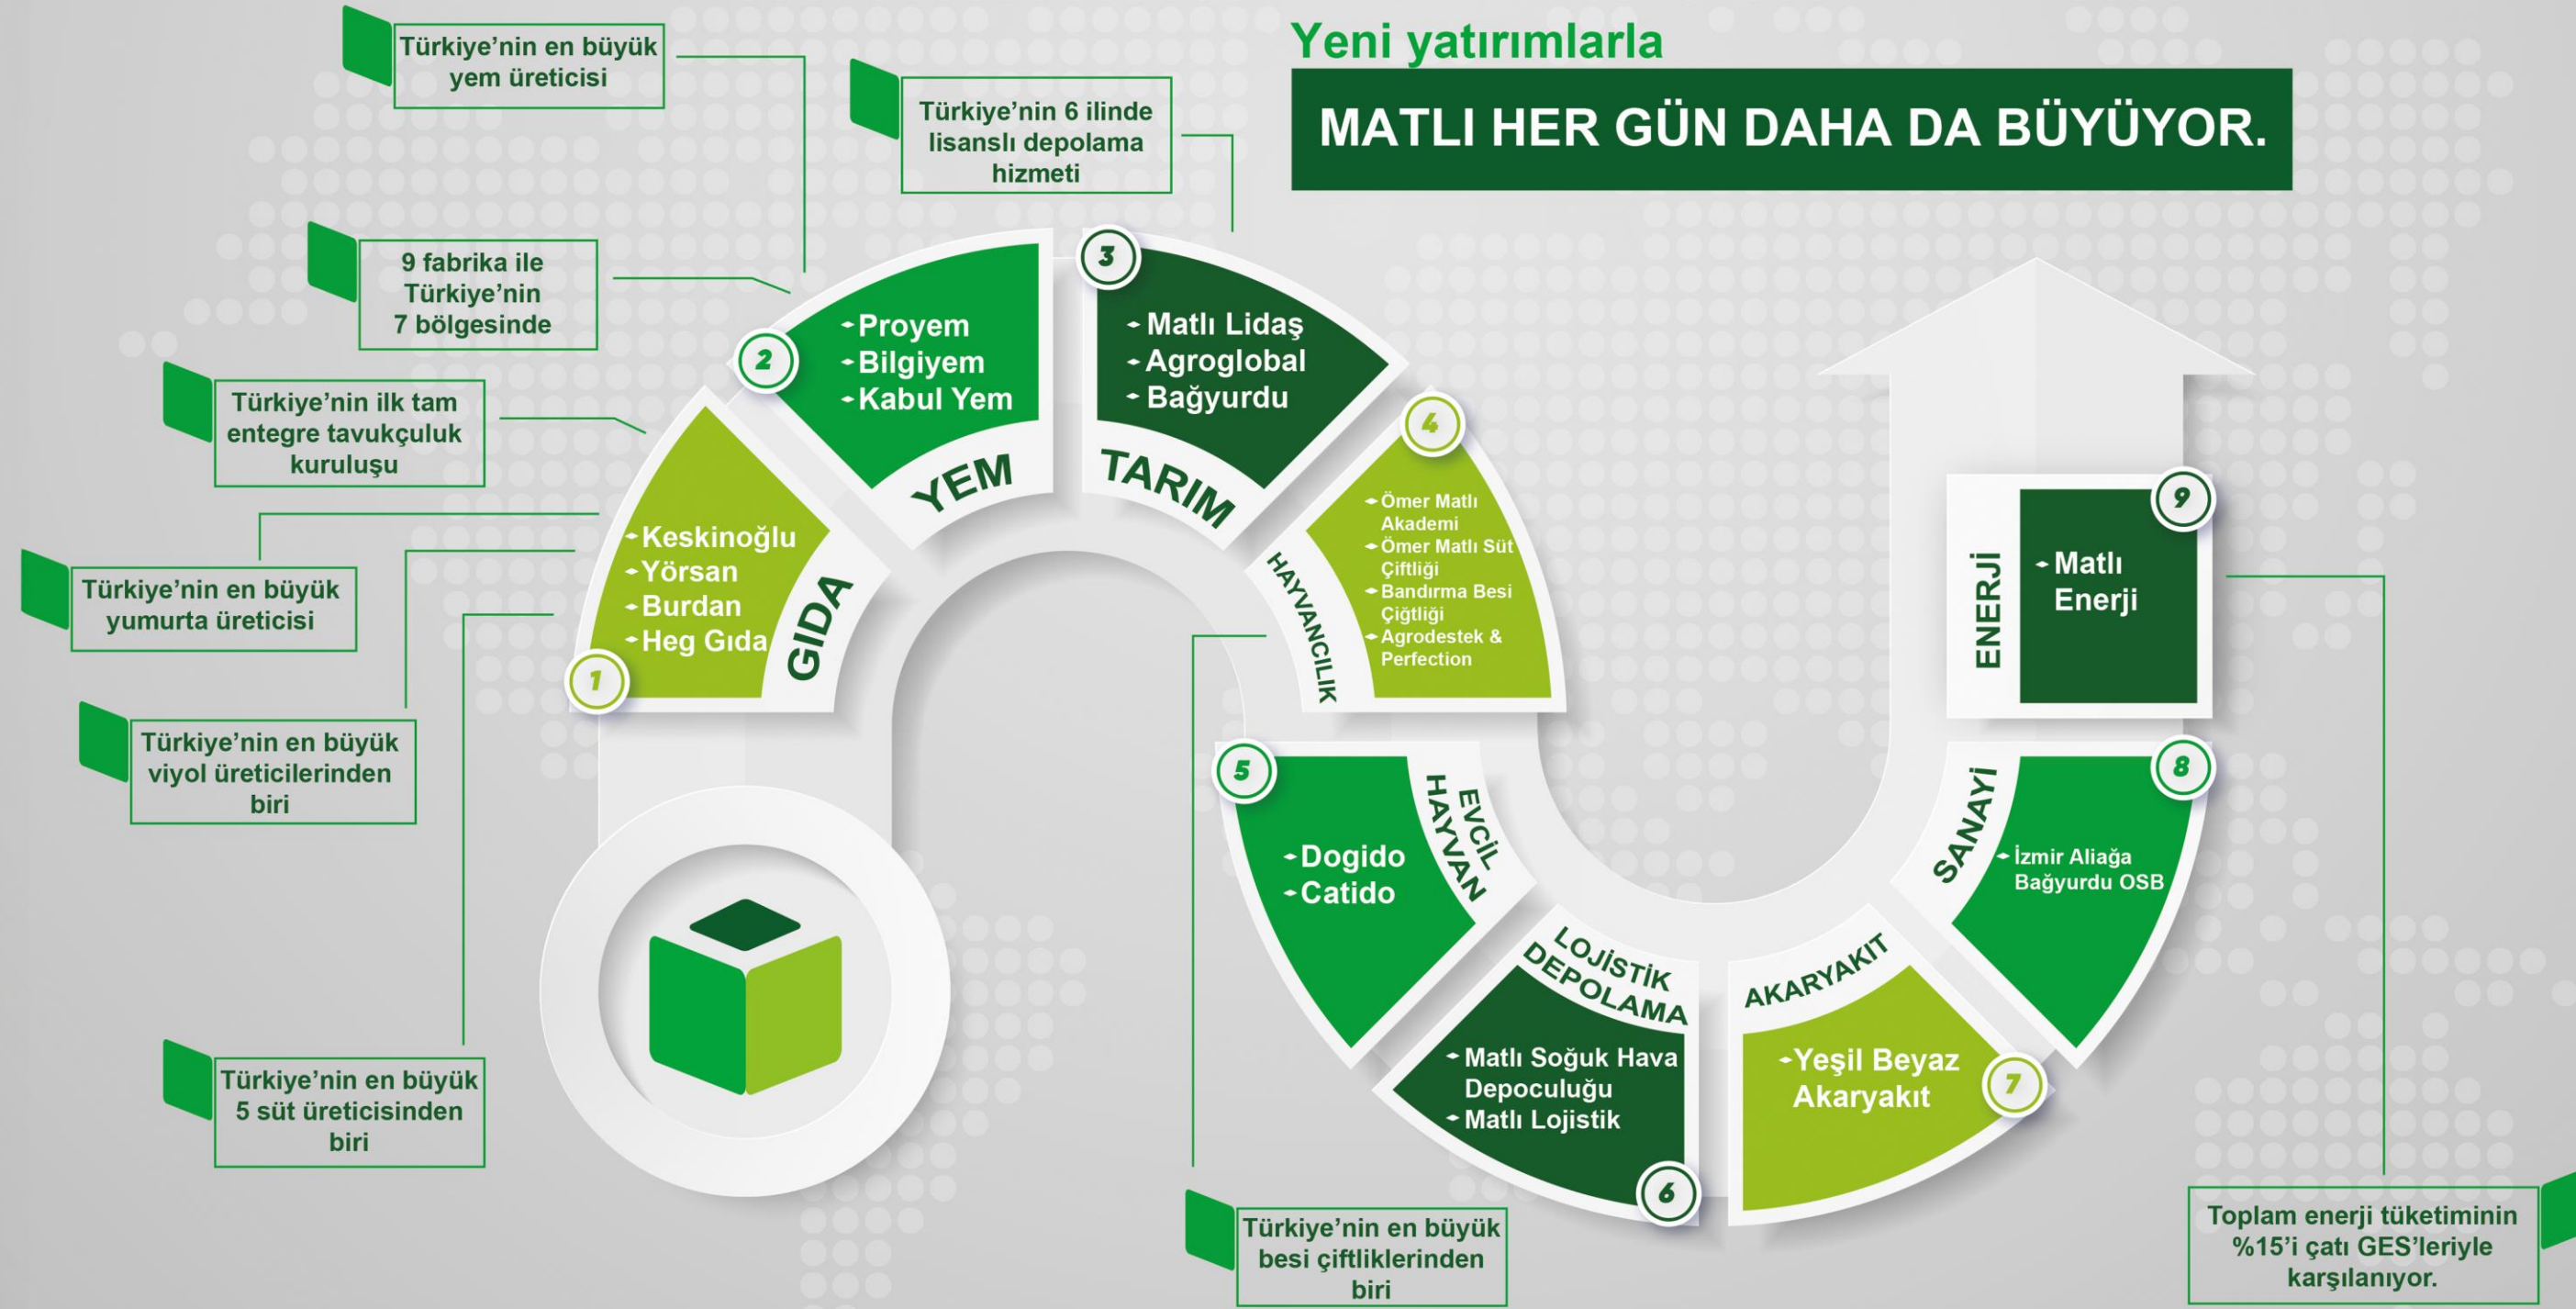 Yeni yatırımlarla
MATLI HER GÜN DAHA DA BÜYÜYOR.
Türkiye’nin en büyük
yem üreticisi
Türkiye’nin 6 ilinde
lisanslı depolama
hizmeti
9 fabrika ile
Türkiye’nin
7 bölgesinde
Türkiye’nin ilk tam
entegre tavukçuluk
kuruluşu
Türkiye’nin en büyük
yumurta üreticisi
Türkiye’nin en büyük
viyol üreticilerinden
biri
Türkiye’nin en büyük
5 süt üreticisinden
biri
1
Keskinoğlu
Yörsan
Burdan
Heg Gıda
GIDA
2
Proyem
Bilgiyem
Kabul Yem
YEM
3
Matlı Lidaş
Agroglobal
Bağyurdu
TARIM
4
Ömer Matlı
Akademi
Ömer Matlı Süt
Çiftliği
Bandırma Besi
Çiğtliği
Agrodestek &
Perfection
HAYVANCILIK
5
Dogido
Catido
EVCİL
HAYVAN
LOJİSTİK
DEPOLAMA
Matlı Soğuk Hava
Depoculuğu
Matlı Lojistik
6
AKARYAKIT
Yeşil Beyaz
Akaryakıt
7
SANAYİ
8
İzmir Aliağa
Bağyurdu OSB
ENERJİ
9
Matlı
Enerji
Türkiye’nin en büyük
besi çiftliklerinden
biri
Toplam enerji tüketiminin
%15’i çatı GES’leriyle
karşılanıyor.